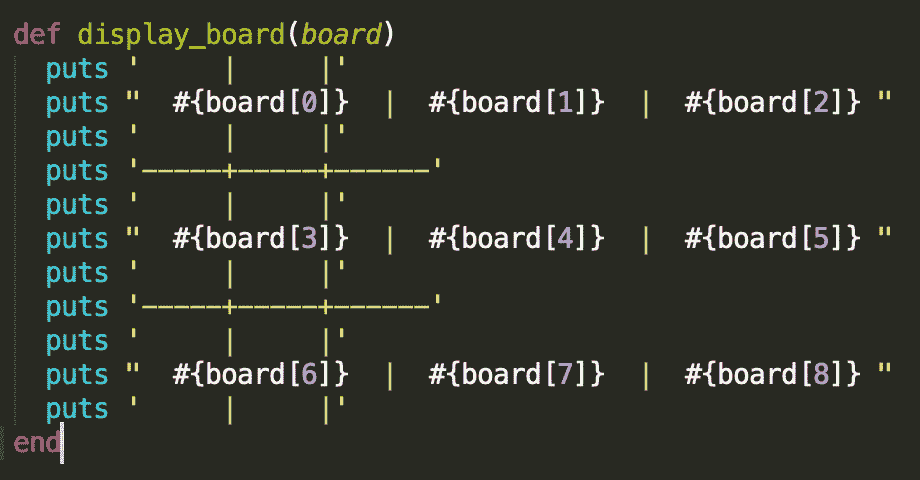 def display_board(board)
  puts '     |     |'
  puts "  #{board[0]}  |  #{board[1]}  |  #{board[2]} "
  puts '     |     |'
  puts '-----+-----+------'
  puts '     |     |'
  puts "  #{board[3]}  |  #{board[4]}  |  #{board[5]} "
  puts '     |     |'
  puts '-----+-----+------'
  puts '     |     |'
  puts "  #{board[6]}  |  #{board[7]}  |  #{board[8]} "
  puts '     |     |'
end